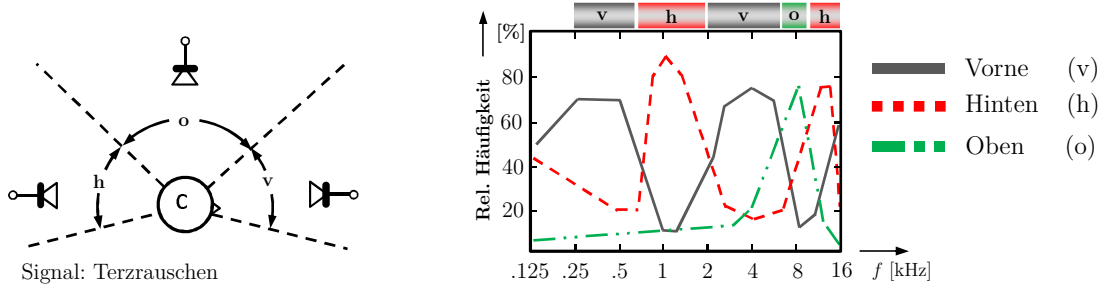 o
h
v
C
Signal: Terzrauschen
v h v o h
[%]
80
60
40
20
Rel. Häufigkeit
.125 .25 .5 1 2 4 8 16
f [kHz]
Vorne (v)
Hinten (h)
Oben (o)